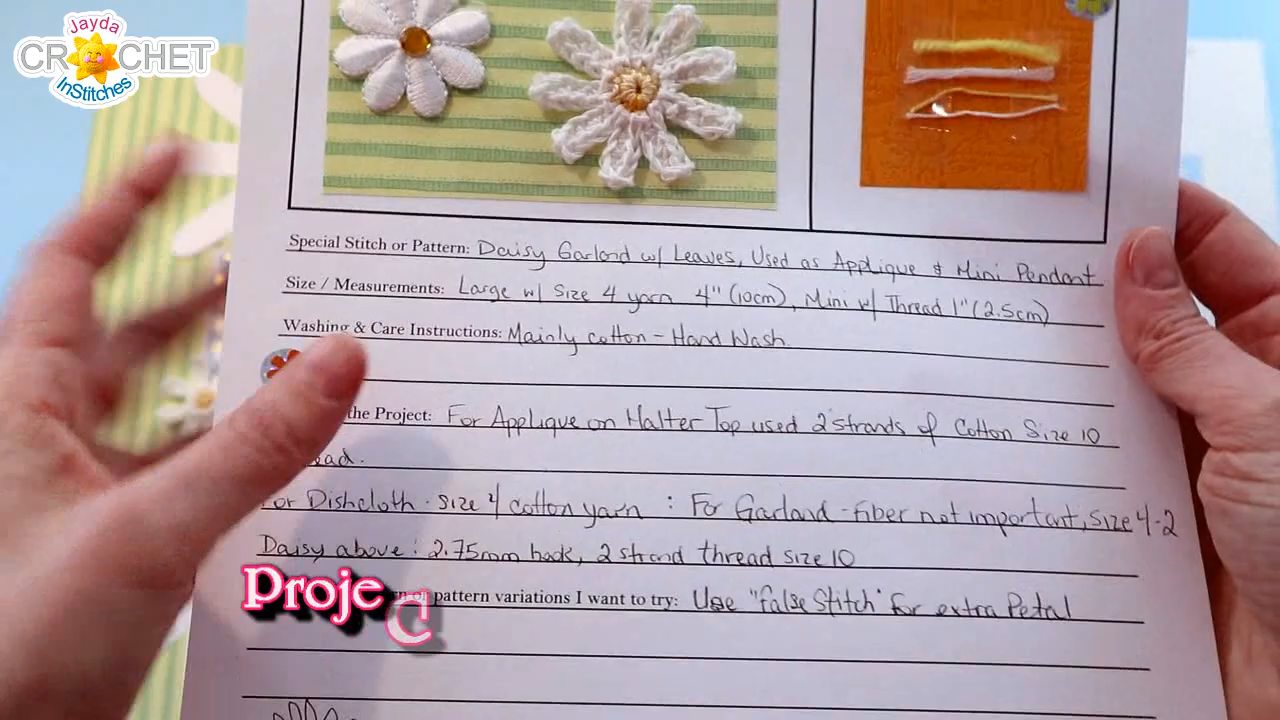 Jayda
CROCHET
InStitches
Special Stitch or Pattern: Daisy Garland w/ Leaves, Used as Applique & Mini Pendant
Size / Measurements: Large w/ Size 4 yarn 4" (10cm), Mini w/ Thread 1" (2.5cm)
Washing & Care Instructions: Mainly cotton - Hand Wash.
the Project: For Applique on Halter Top used 2 strands of Cotton Size 10
ead.
For Dishcloth - size 4 cotton yarn : For Garland - fiber not important, size 4-2
Daisy above: 2.75mm hook, 2 strand thread size 10
pattern variations I want to try: Use "false Stitch" for extra Petal
Projec